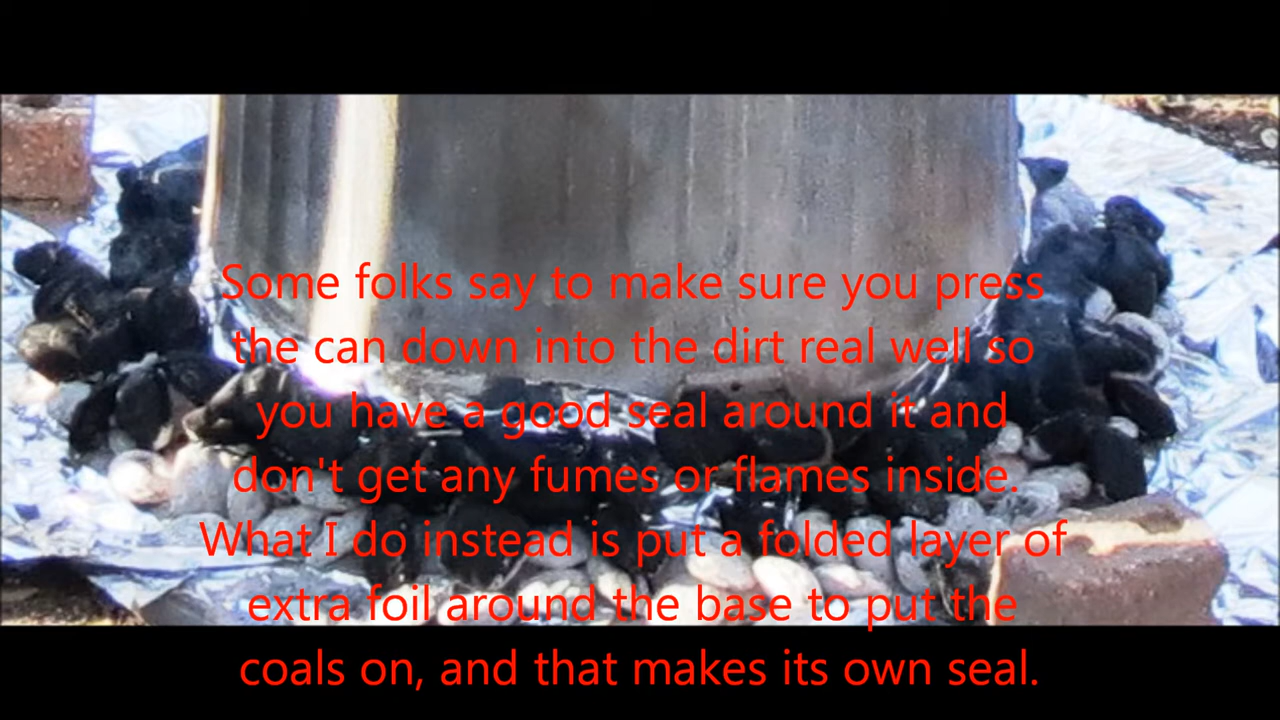 Some folks say to make sure you press
the can down into the dirt real well so
you have a good seal around it and
don't get any fumes or flames inside.
What I do instead is put a folded layer of
extra foil around the base to put the
coals on, and that makes its own seal.